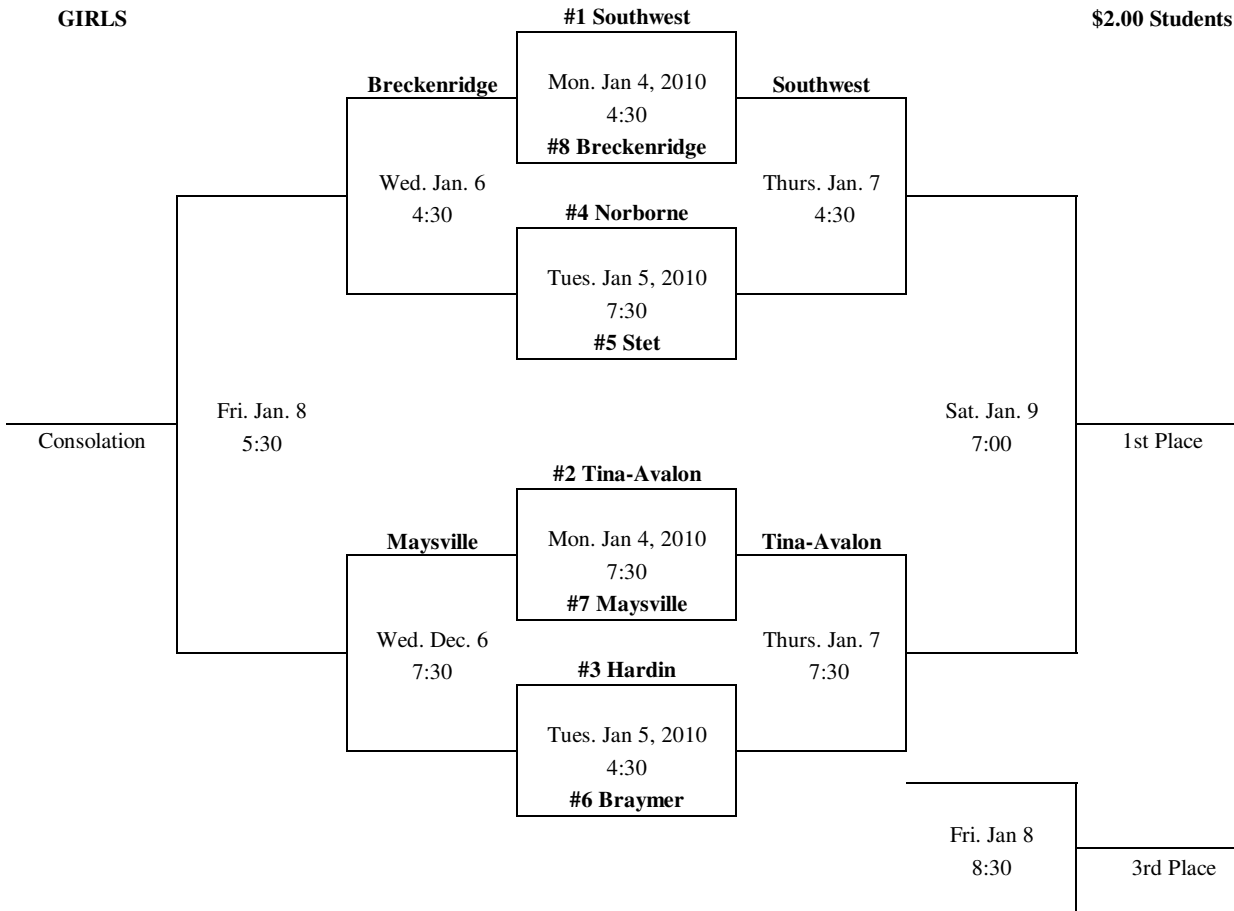 GIRLS
#1 Southwest
$2.00 Students
Breckenridge
Mon. Jan 4, 2010
Southwest
4:30
#8 Breckenridge
Wed. Jan. 6
4:30
Thurs. Jan. 7
4:30
#4 Norborne
Tues. Jan 5, 2010
7:30
#5 Stet
Fri. Jan. 8
5:30
Sat. Jan. 9
7:00
Consolation
1st Place
#2 Tina-Avalon
Maysville
Mon. Jan 4, 2010
Tina-Avalon
7:30
#7 Maysville
Wed. Dec. 6
7:30
Thurs. Jan. 7
7:30
#3 Hardin
Tues. Jan 5, 2010
4:30
#6 Braymer
Fri. Jan 8
8:30
3rd Place